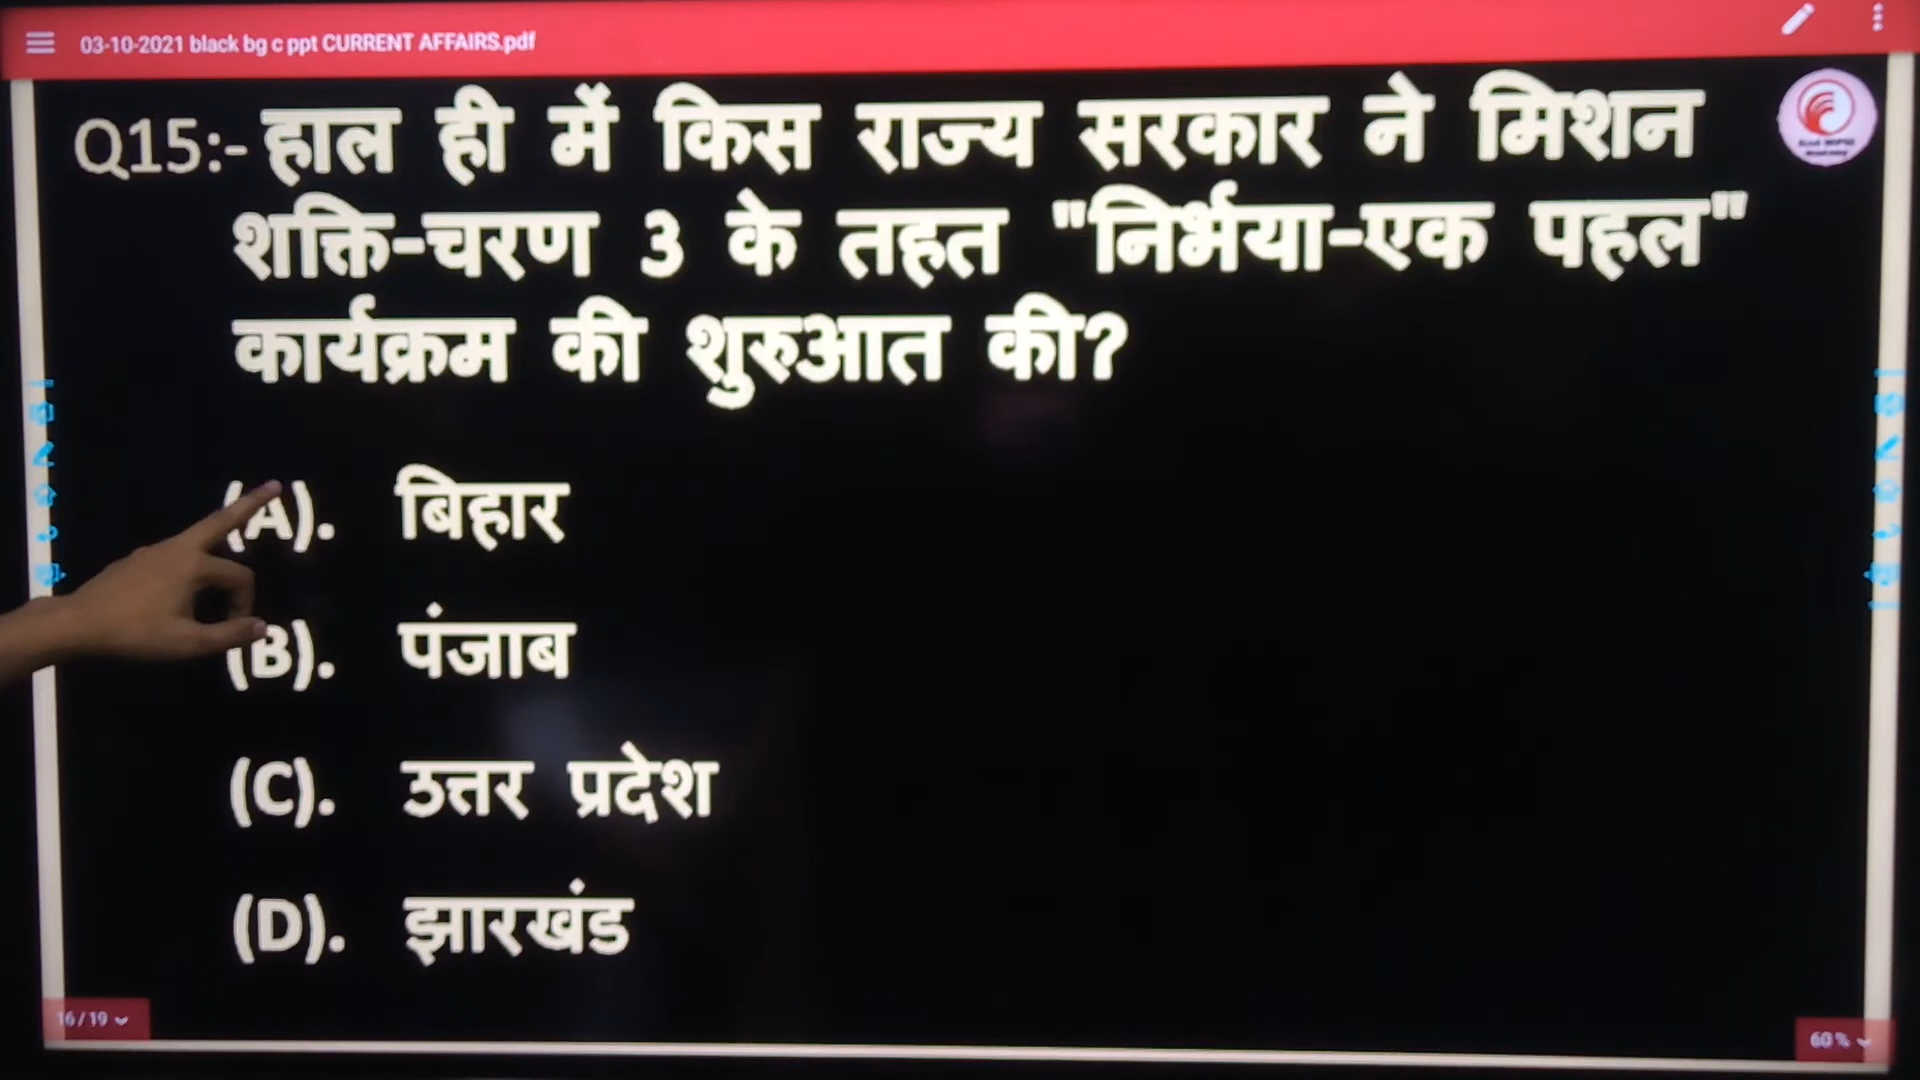 03-10-2021 black bg c ppt CURRENT AFFAIRS.pdf
Q15:- हाल ही में किस राज्य सरकार ने मिशन
शक्ति-चरण 3 के तहत "निर्भया-एक पहल"
कार्यक्रम की शुरुआत की?
(A). बिहार
(B). पंजाब
(C). उत्तर प्रदेश
(D). झारखंड
16 / 19
60 %